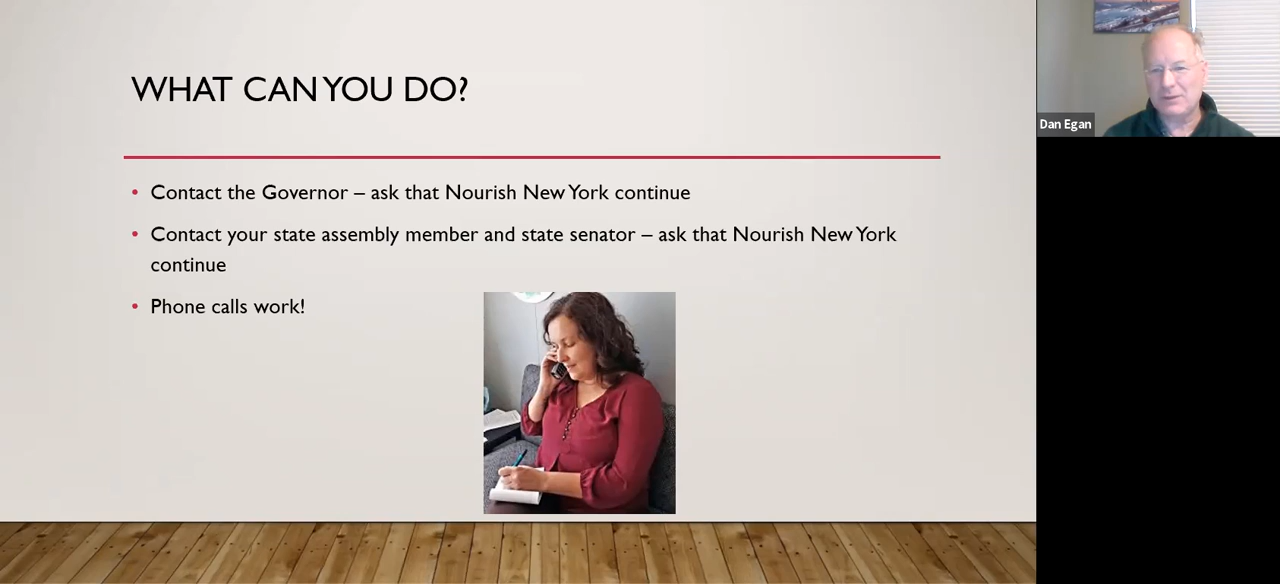 WHAT CAN YOU DO?
• Contact the Governor – ask that Nourish New York continue
• Contact your state assembly member and state senator – ask that Nourish New York
continue
• Phone calls work!
Dan Egan